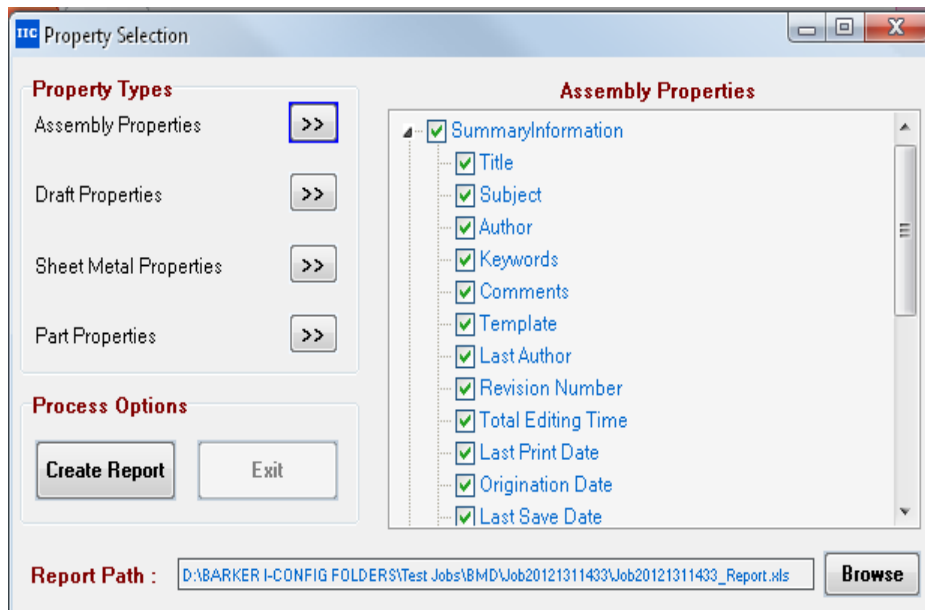 ITC Property Selection
Property Types
Assembly Properties >>
Draft Properties >>
Sheet Metal Properties >>
Part Properties >>
Process Options
Create Report Exit
Assembly Properties
SummaryInformation
Title
Subject
Author
Keywords
Comments
Template
Last Author
Revision Number
Total Editing Time
Last Print Date
Origination Date
Last Save Date
Report Path : D:\BARKER I-CONFIG FOLDERS\Test Jobs\BMD\Job20121311433\Job20121311433_Report.xls Browse